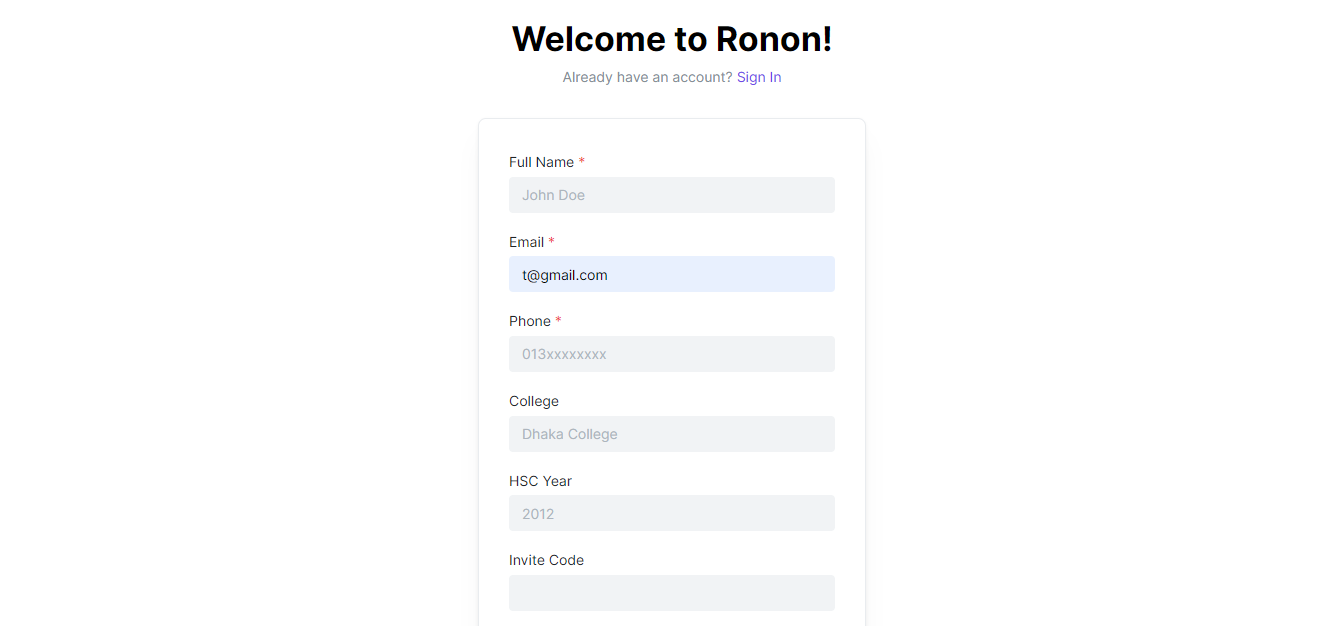 Welcome to Ronon!
Already have an account? Sign In
Full Name *
John Doe
Email *
t@gmail.com
Phone *
013xxxxxxxx
College
Dhaka College
HSC Year
2012
Invite Code